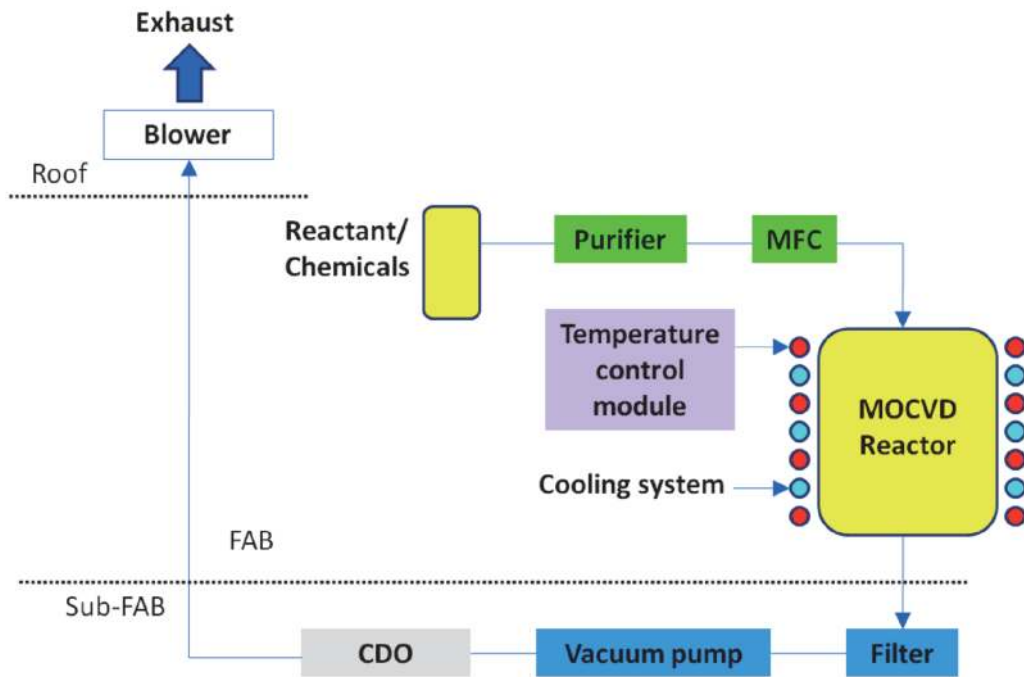 Exhaust
Blower
Roof
Reactant/
Chemicals
Purifier
MFC
Temperature
control
module
MOCVD
Reactor
Cooling system
FAB
Sub-FAB
CDO
Vacuum pump
Filter